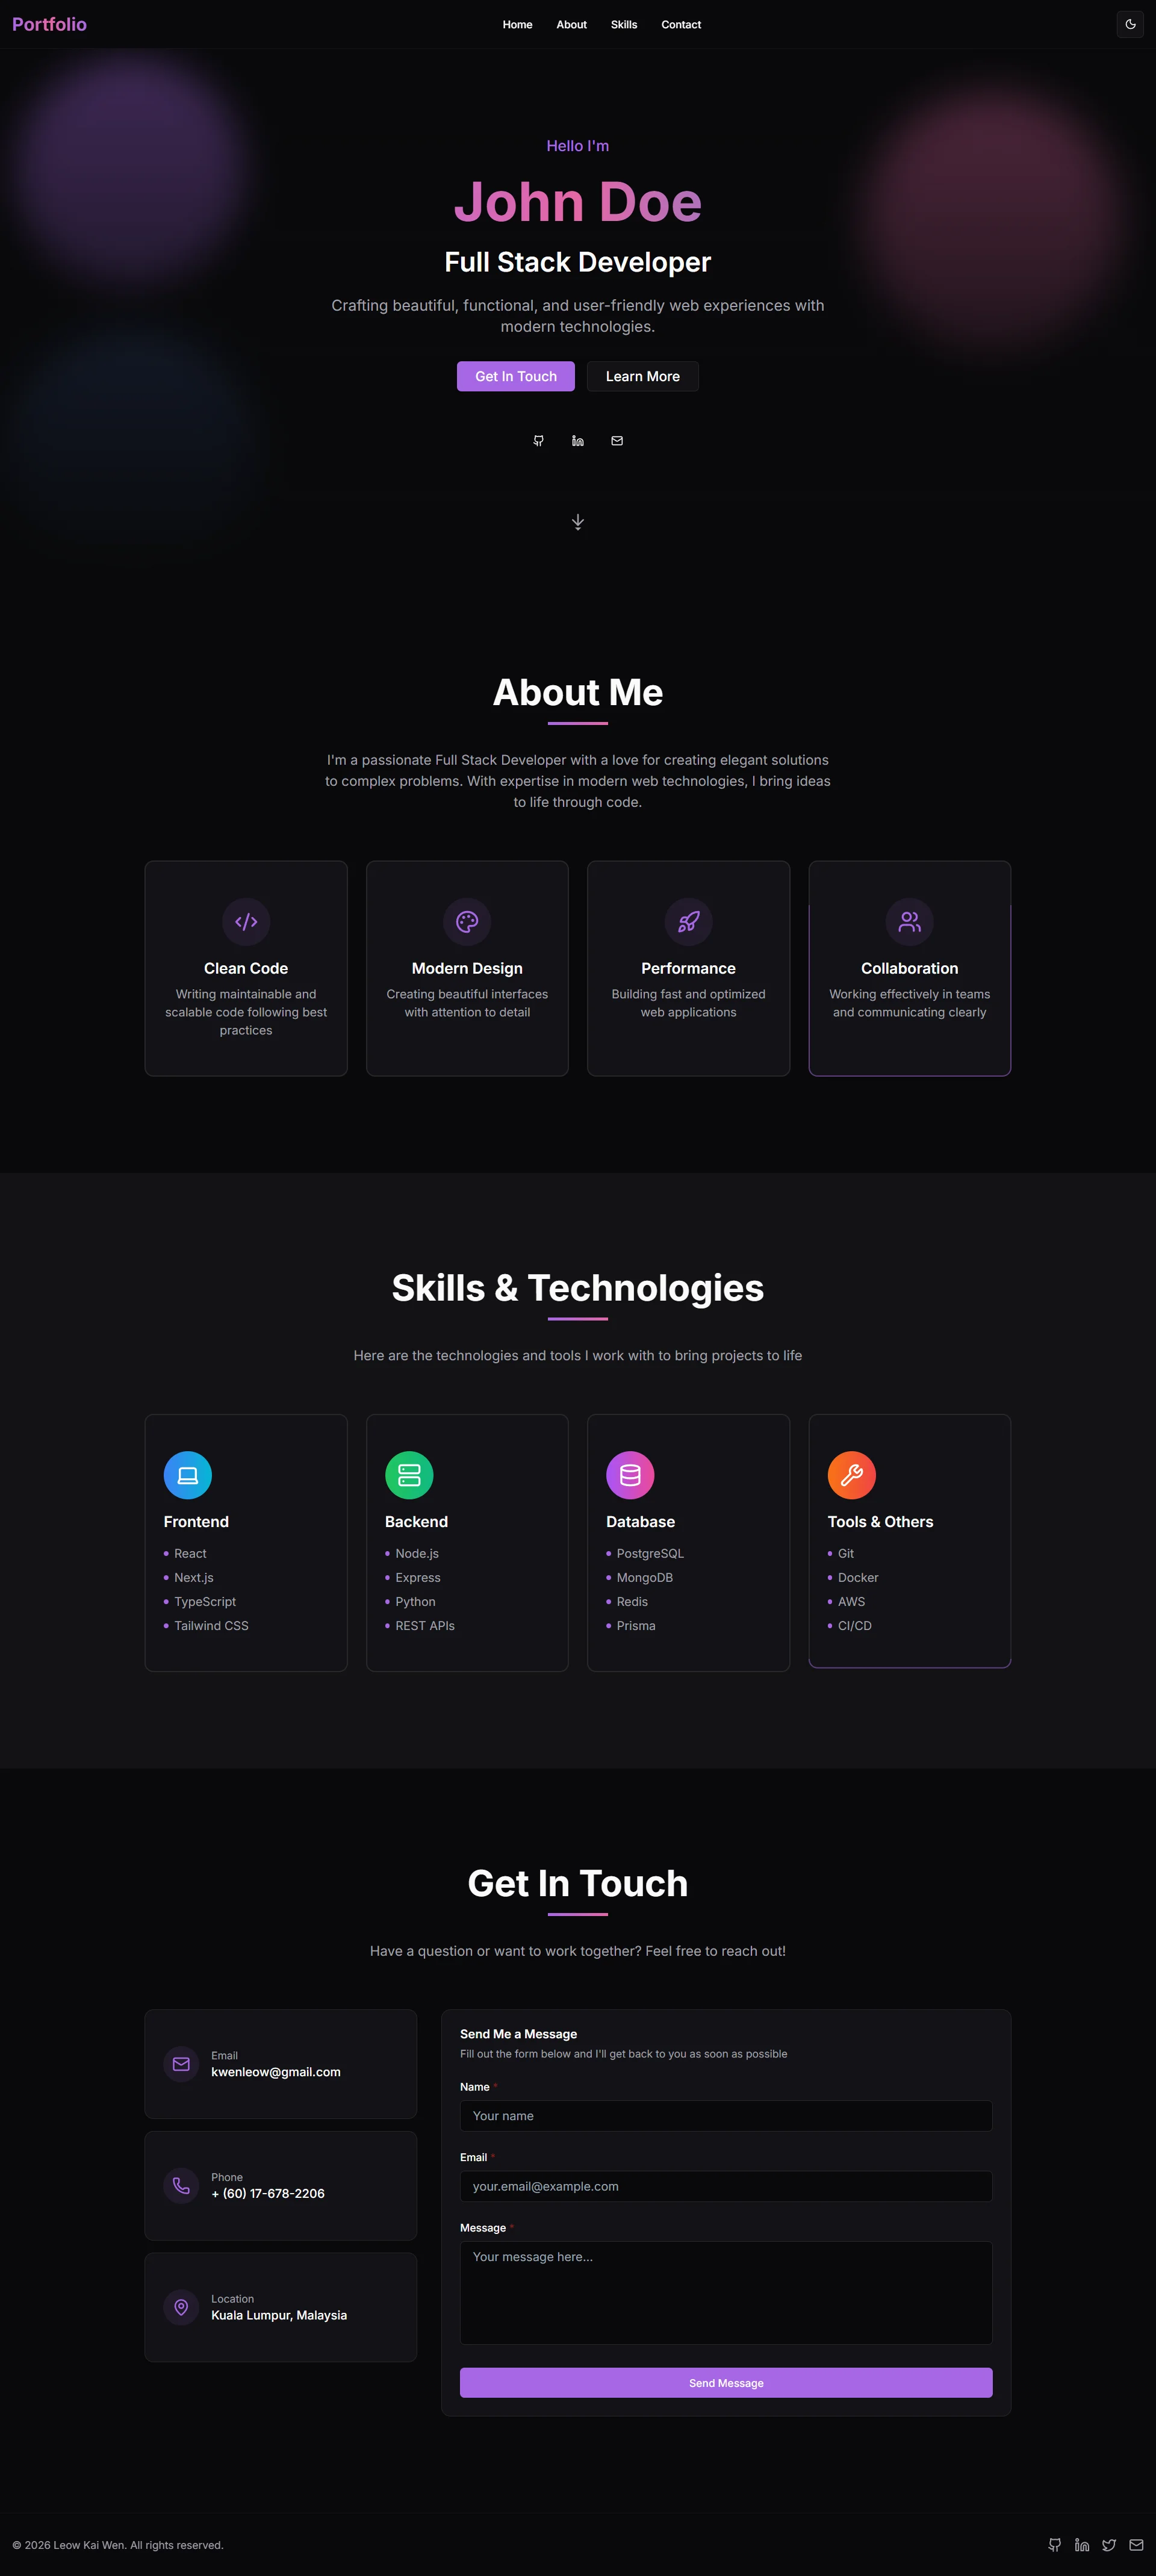 Portfolio
Home
About
Skills
Contact
Hello I'm
John Doe
Full Stack Developer
Crafting beautiful, functional, and user-friendly web experiences with
modern technologies.
Get In Touch
Learn More
About Me
I'm a passionate Full Stack Developer with a love for creating elegant solutions
to complex problems. With expertise in modern web technologies, I bring ideas
to life through code.
Clean Code
Writing maintainable and
scalable code following best
practices
Modern Design
Creating beautiful interfaces
with attention to detail
Performance
Building fast and optimized
web applications
Collaboration
Working effectively in teams
and communicating clearly
Skills & Technologies
Here are the technologies and tools I work with to bring projects to life
Frontend
React
Next.js
TypeScript
Tailwind CSS
Backend
Node.js
Express
Python
REST APIs
Database
PostgreSQL
MongoDB
Redis
Prisma
Tools & Others
Git
Docker
AWS
CI/CD
Get In Touch
Have a question or want to work together? Feel free to reach out!
Email
kwenleow@gmail.com
Phone
+ (60) 17-678-2206
Location
Kuala Lumpur, Malaysia
Send Me a Message
Fill out the form below and I'll get back to you as soon as possible
Name *
Your name
Email *
your.email@example.com
Message *
Your message here...
Send Message
© 2026 Leow Kai Wen. All rights reserved.